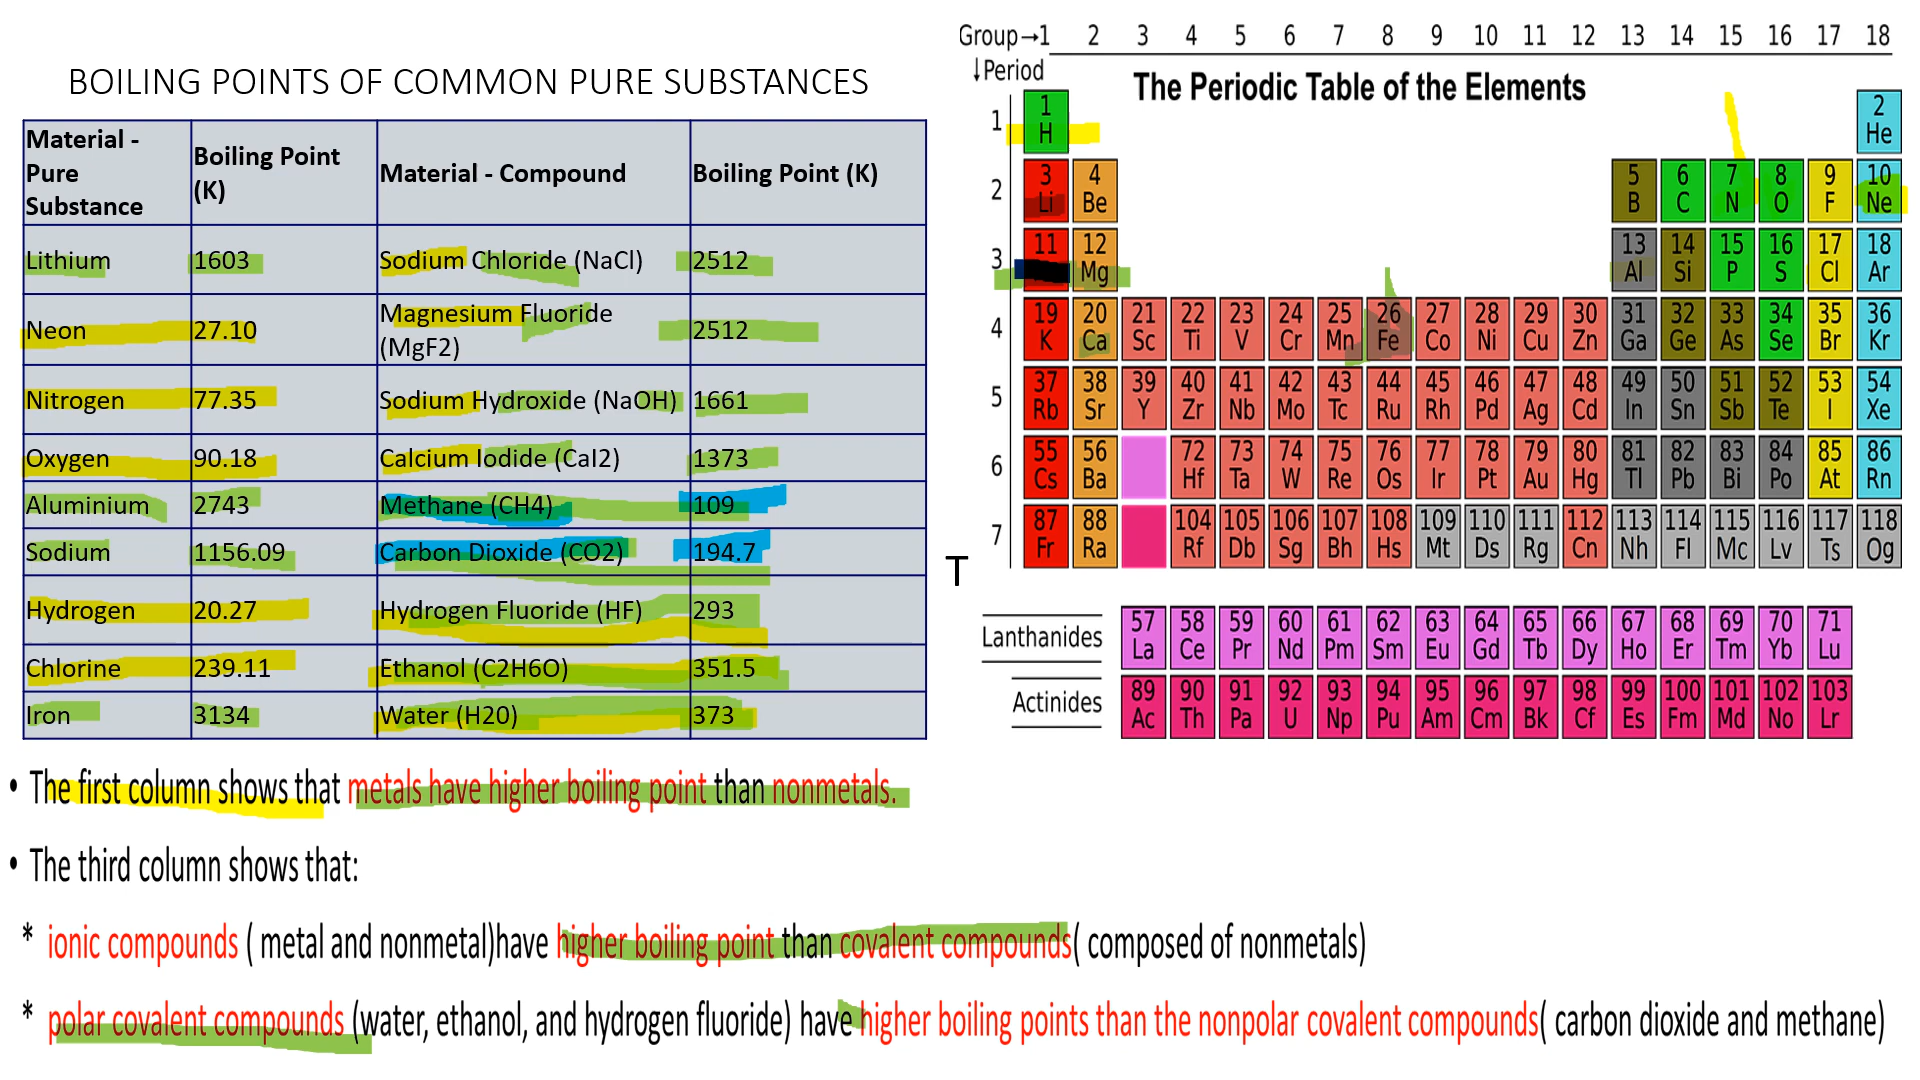 BOILING POINTS OF COMMON PURE SUBSTANCES
Material - Pure Substance	Boiling Point (K)	Material - Compound	Boiling Point (K)
Lithium	1603	Sodium Chloride (NaCl)	2512
Neon	27.10	Magnesium Fluoride (MgF2)	2512
Nitrogen	77.35	Sodium Hydroxide (NaOH)	1661
Oxygen	90.18	Calcium Iodide (CaI2)	1373
Aluminium	2743	Methane (CH4)	109
Sodium	1156.09	Carbon Dioxide (CO2)	194.7
Hydrogen	20.27	Hydrogen Fluoride (HF)	293
Chlorine	239.11	Ethanol (C2H6O)	351.5
Iron	3134	Water (H20)	373
Group→1 2 3 4 5 6 7 8 9 10 11 12 13 14 15 16 17 18
↓Period
The Periodic Table of the Elements
1 1 2
H He
2 3 4 5 6 7 8 9 10
Li Be B C N O F Ne
3 11 12 13 14 15 16 17 18
Mg Al Si P S Cl Ar
4 19 20 21 22 23 24 25 26 27 28 29 30 31 32 33 34 35 36
K Ca Sc Ti V Cr Mn Fe Co Ni Cu Zn Ga Ge As Se Br Kr
5 37 38 39 40 41 42 43 44 45 46 47 48 49 50 51 52 53 54
Rb Sr Y Zr Nb Mo Tc Ru Rh Pd Ag Cd In Sn Sb Te I Xe
6 55 56 72 73 74 75 76 77 78 79 80 81 82 83 84 85 86
Cs Ba Hf Ta W Re Os Ir Pt Au Hg Tl Pb Bi Po At Rn
7 87 88 104 105 106 107 108 109 110 111 112 113 114 115 116 117 118
Fr Ra Rf Db Sg Bh Hs Mt Ds Rg Cn Nh Fl Mc Lv Ts Og
T
Lanthanides 57 58 59 60 61 62 63 64 65 66 67 68 69 70 71
La Ce Pr Nd Pm Sm Eu Gd Tb Dy Ho Er Tm Yb Lu
Actinides 89 90 91 92 93 94 95 96 97 98 99 100 101 102 103
Ac Th Pa U Np Pu Am Cm Bk Cf Es Fm Md No Lr
• The first column shows that metals have higher boiling point than nonmetals.
• The third column shows that:
* ionic compounds ( metal and nonmetal)have higher boiling point than covalent compounds( composed of nonmetals)
* polar covalent compounds (water, ethanol, and hydrogen fluoride) have higher boiling points than the nonpolar covalent compounds( carbon dioxide and methane)